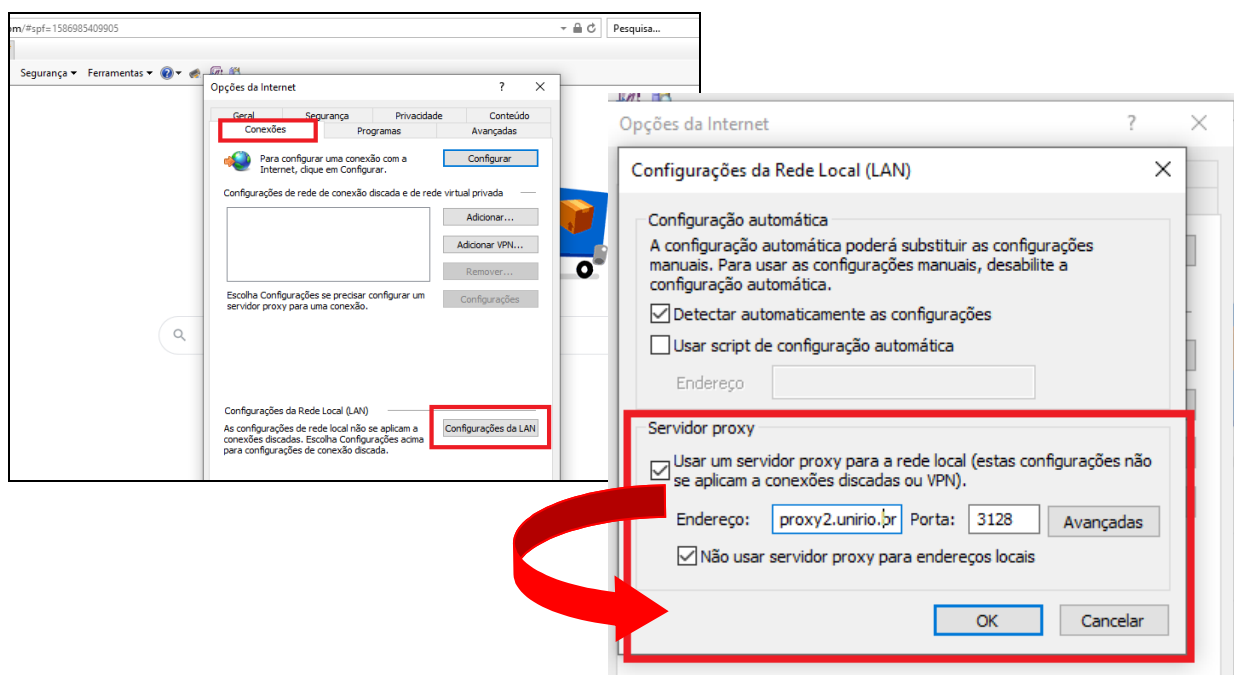 om/#spf=1586985409905
Pesquisa...
Segurança Ferramentas
Opções da Internet
Geral Segurança Privacidade Conteúdo
Conexões Programas Avançadas
Para configurar uma conexão com a
Internet, clique em Configurar.
Configurar
Configurações de rede de conexão discada e de rede virtual privada
Adicionar...
Adicionar VPN...
Remover...
Escolha Configurações se precisar configurar um
servidor proxy para uma conexão.
Configurações
Configurações da Rede Local (LAN)
As configurações de rede local não se aplicam a
conexões discadas. Escolha Configurações acima
para configurações de conexão discada.
Configurações da LAN
Opções da Internet
Configurações da Rede Local (LAN)
Configuração automática
A configuração automática poderá substituir as configurações
manuais. Para usar as configurações manuais, desabilite a
configuração automática.
Detectar automaticamente as configurações
Usar script de configuração automática
Endereço
Servidor proxy
Usar um servidor proxy para a rede local (estas configurações não
se aplicam a conexões discadas ou VPN).
Endereço: proxy2.unirio.br Porta: 3128 Avançadas
Não usar servidor proxy para endereços locais
OK Cancelar